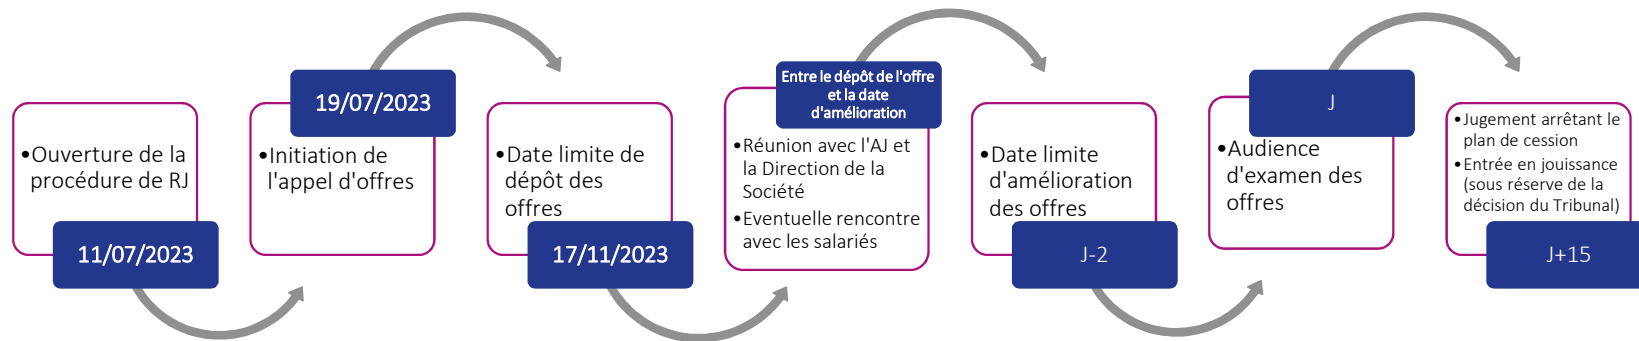 •Ouverture de la
procédure de RJ
11/07/2023
19/07/2023
•Initiation de
l'appel d'offres
•Date limite de
dépôt des
offres
17/11/2023
Entre le dépôt de l'offre
et la date
d'amélioration
•Réunion avec l'AJ et
la Direction de la
Société
•Eventuelle rencontre
avec les salariés
•Date limite
d'amélioration
des offres
J-2
J
•Audience
d'examen des
offres
•Jugement arrêtant le
plan de cession
•Entrée en jouissance
(sous réserve de la
décision du Tribunal)
J+15